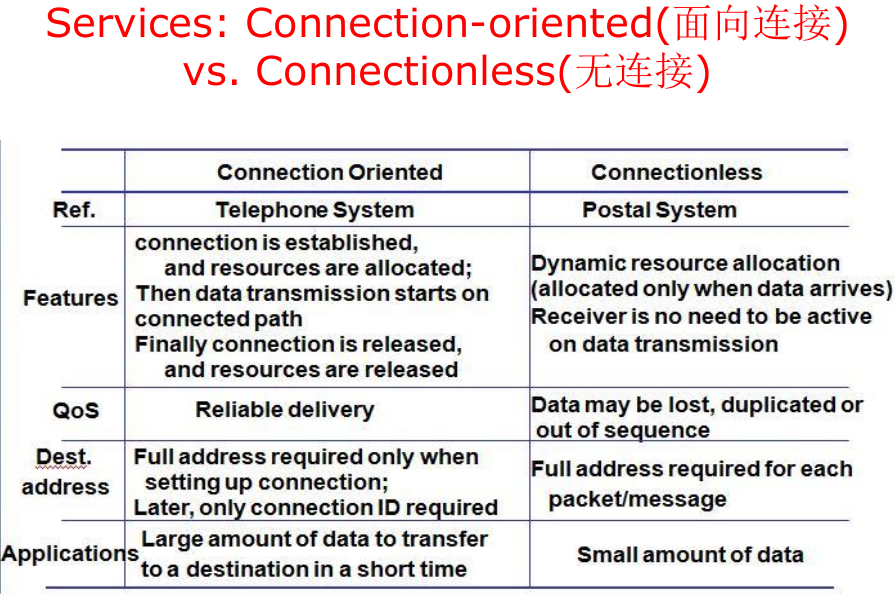 Services: Connection-oriented(面向连接)
vs. Connectionless(无连接)
Connection Oriented
Connectionless
Ref.
Telephone System
Postal System
Features
connection is established,
and resources are allocated;
Then data transmission starts on
connected path
Finally connection is released,
and resources are released
Dynamic resource allocation
(allocated only when data arrives)
Receiver is no need to be active
on data transmission
QoS
Reliable delivery
Data may be lost, duplicated or
out of sequence
Dest.
address
Full address required only when
setting up connection;
Later, only connection ID required
Full address required for each
packet/message
Applications
Large amount of data to transfer
to a destination in a short time
Small amount of data